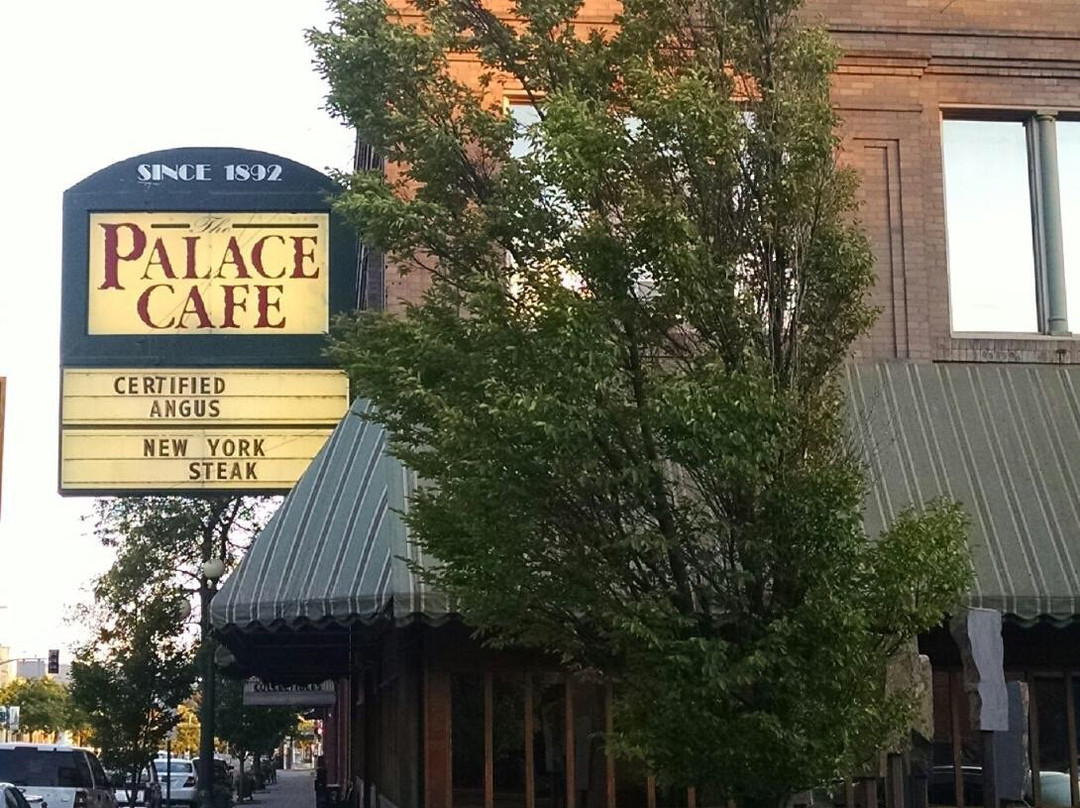 SINCE 1892
The
PALACE
CAFE
CERTIFIED
ANGUS
NEW YORK
STEAK